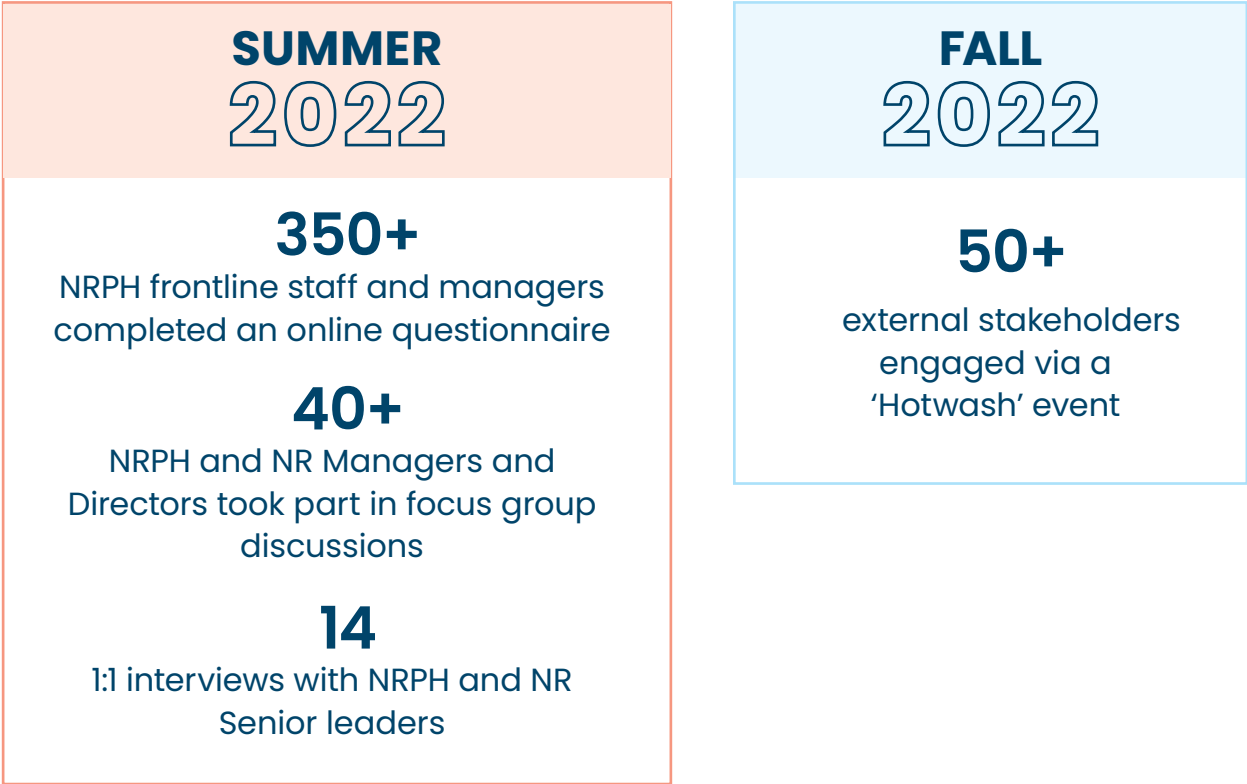 SUMMER
2022
350+
NRPH frontline staff and managers
completed an online questionnaire
40+
NRPH and NR Managers and
Directors took part in focus group
discussions
14
1:1 interviews with NRPH and NR
Senior leaders
FALL
2022
50+
external stakeholders
engaged via a
‘Hotwash’ event